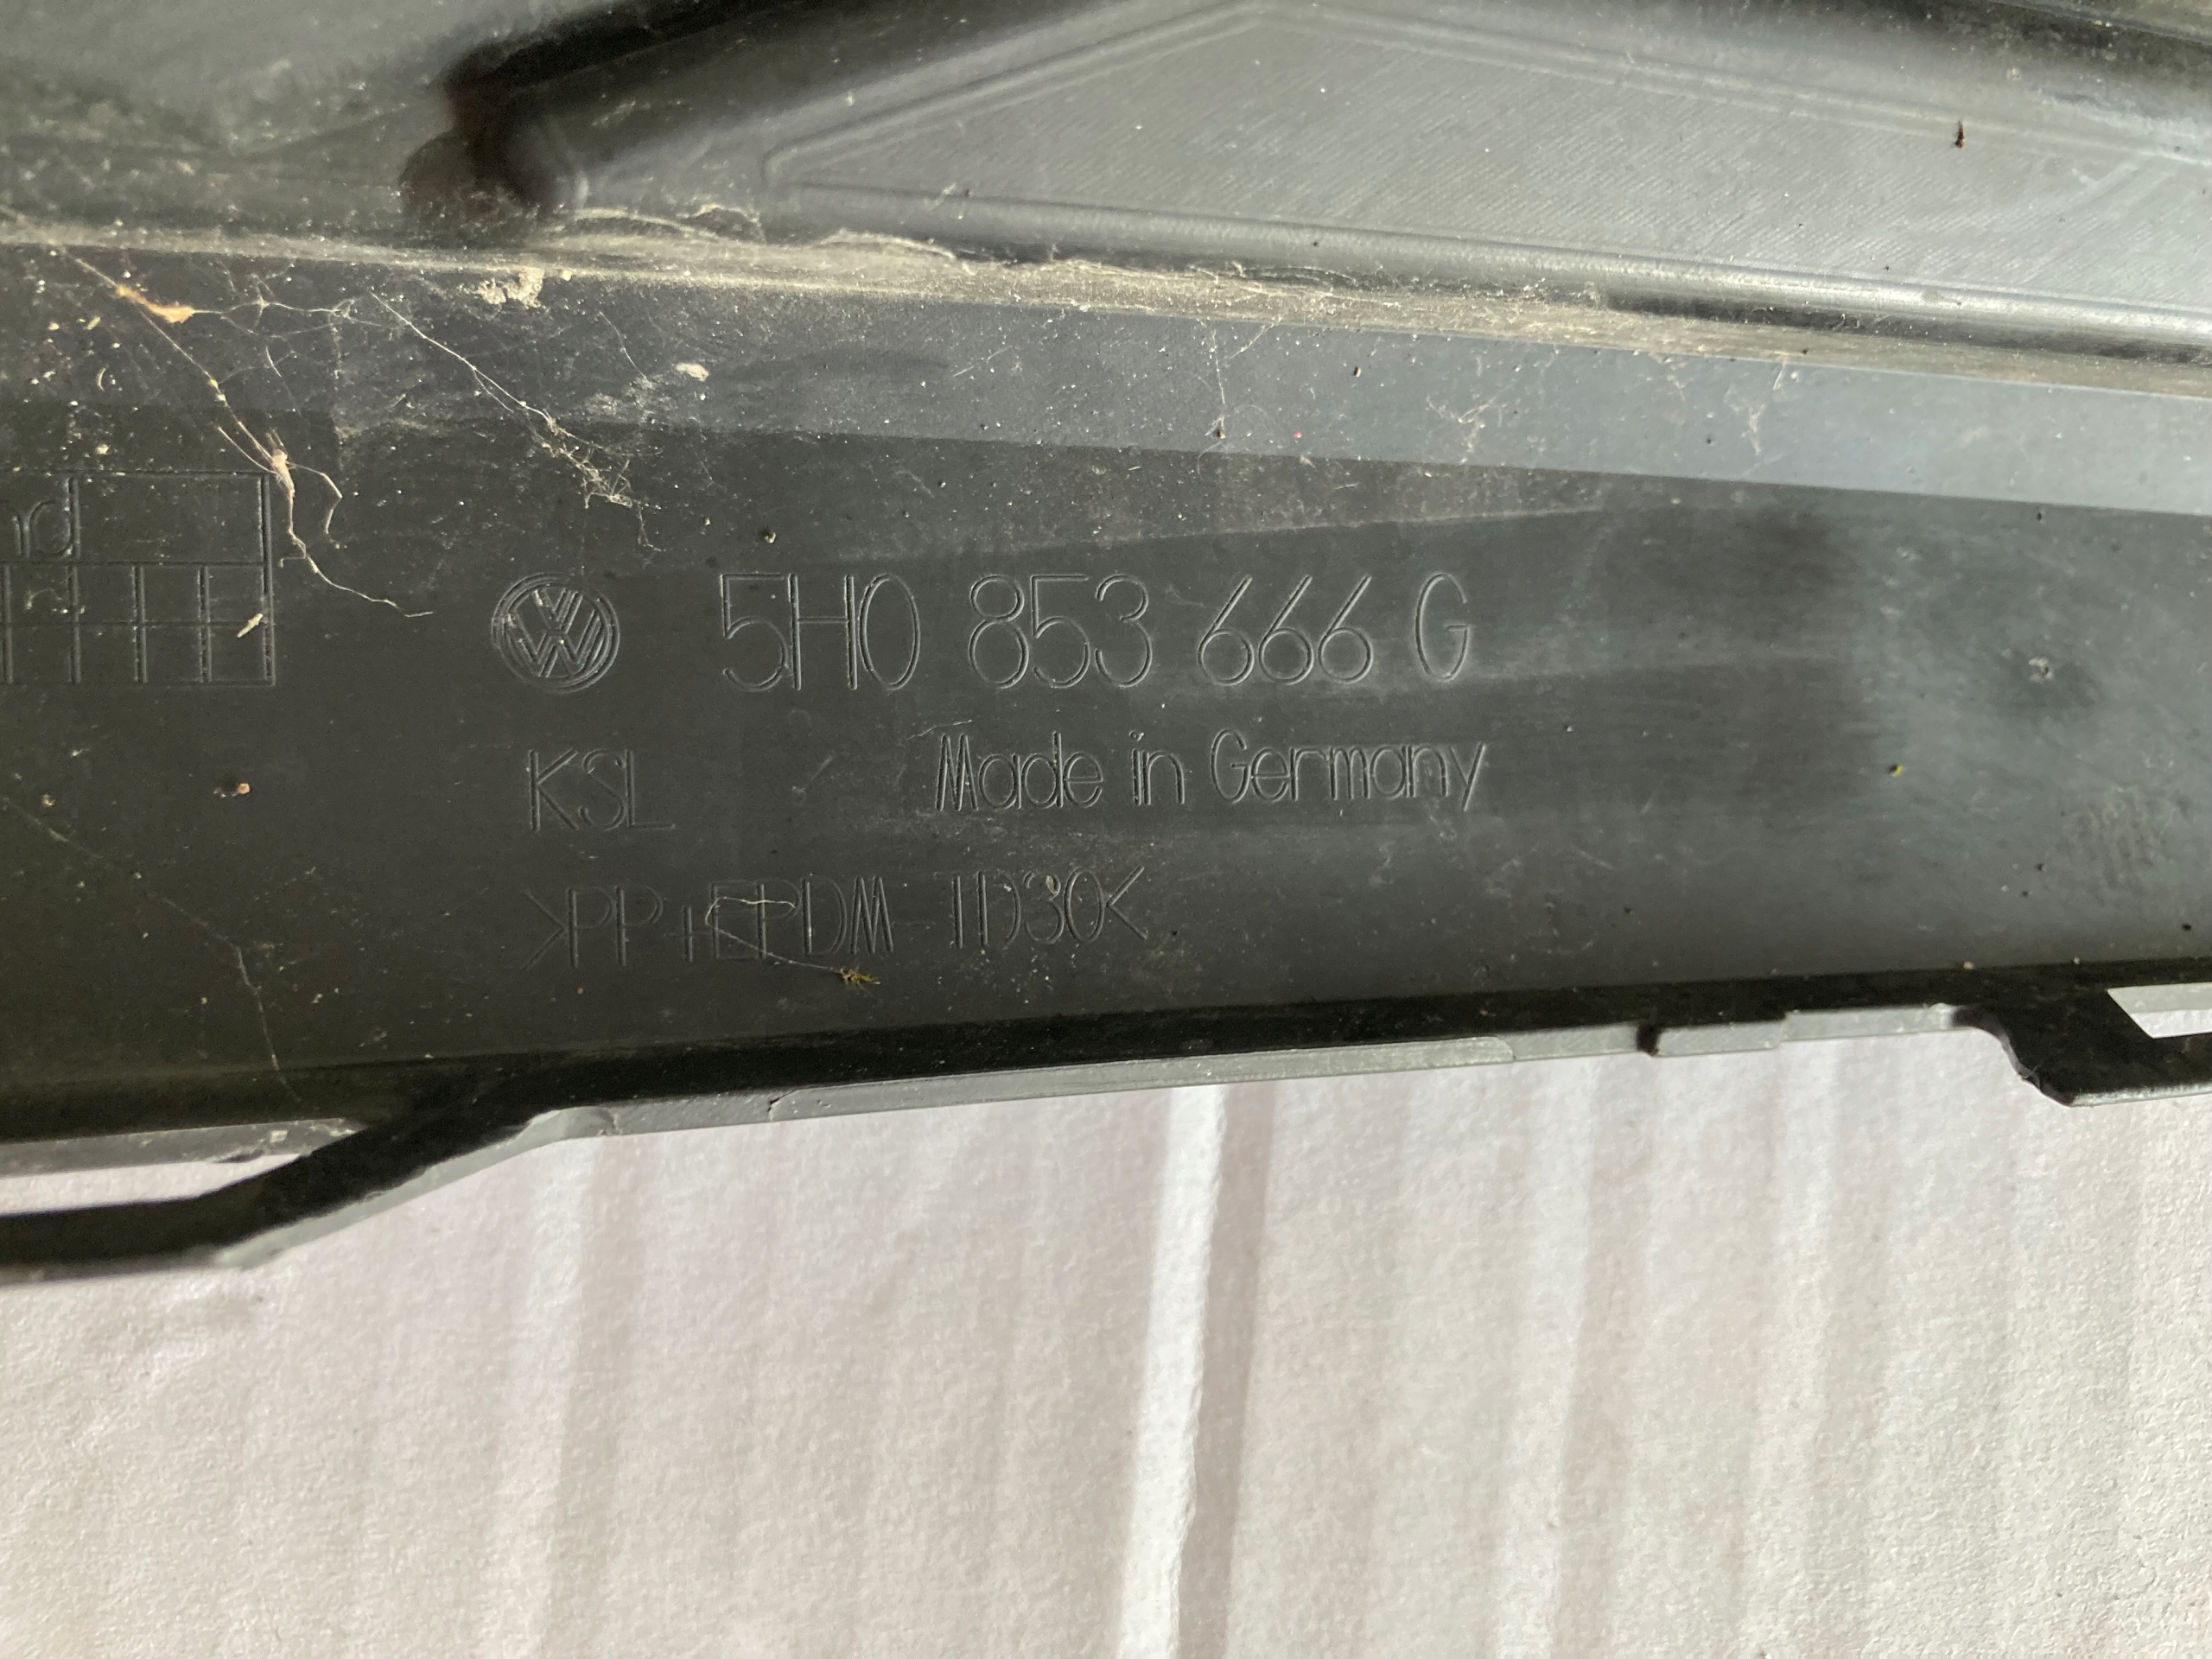 5H0 853 666 G
KSL Made in Germany
>PP+EPDM TD30<